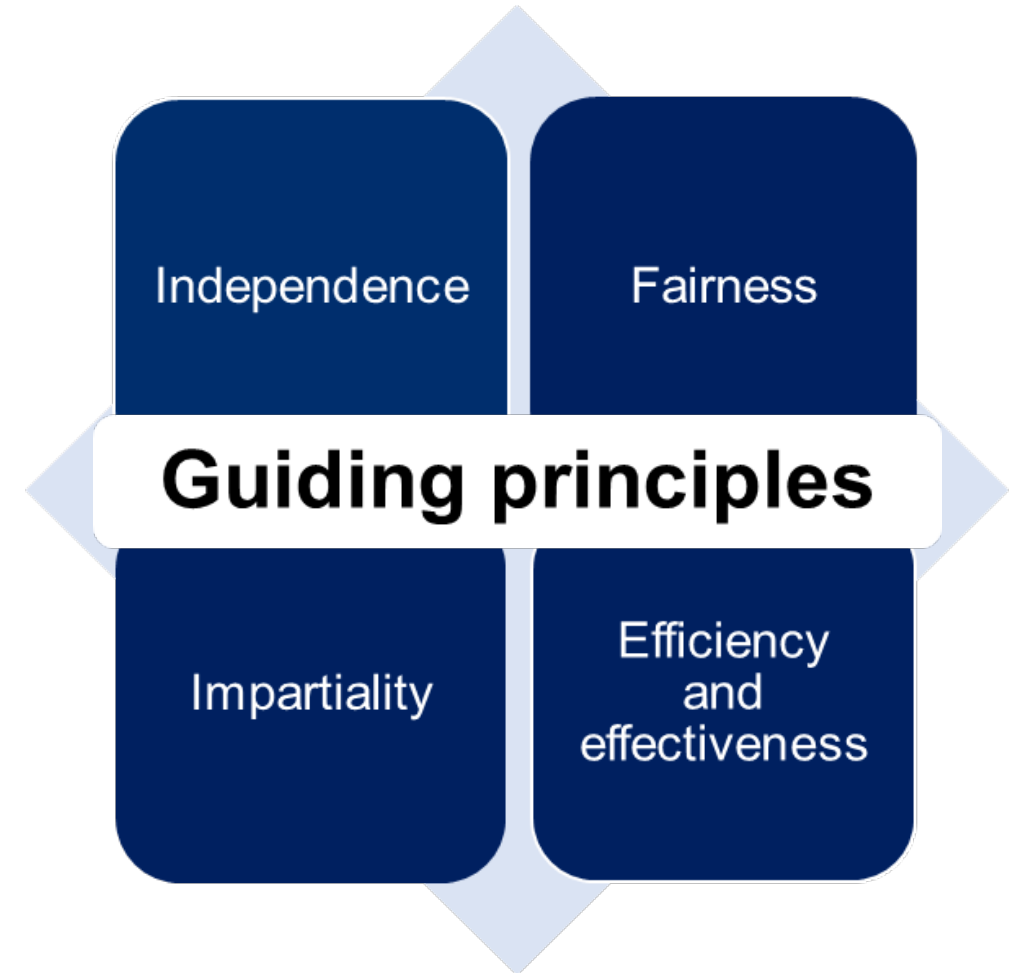 Independence
Fairness
Guiding principles
Impartiality
Efficiency
and
effectiveness